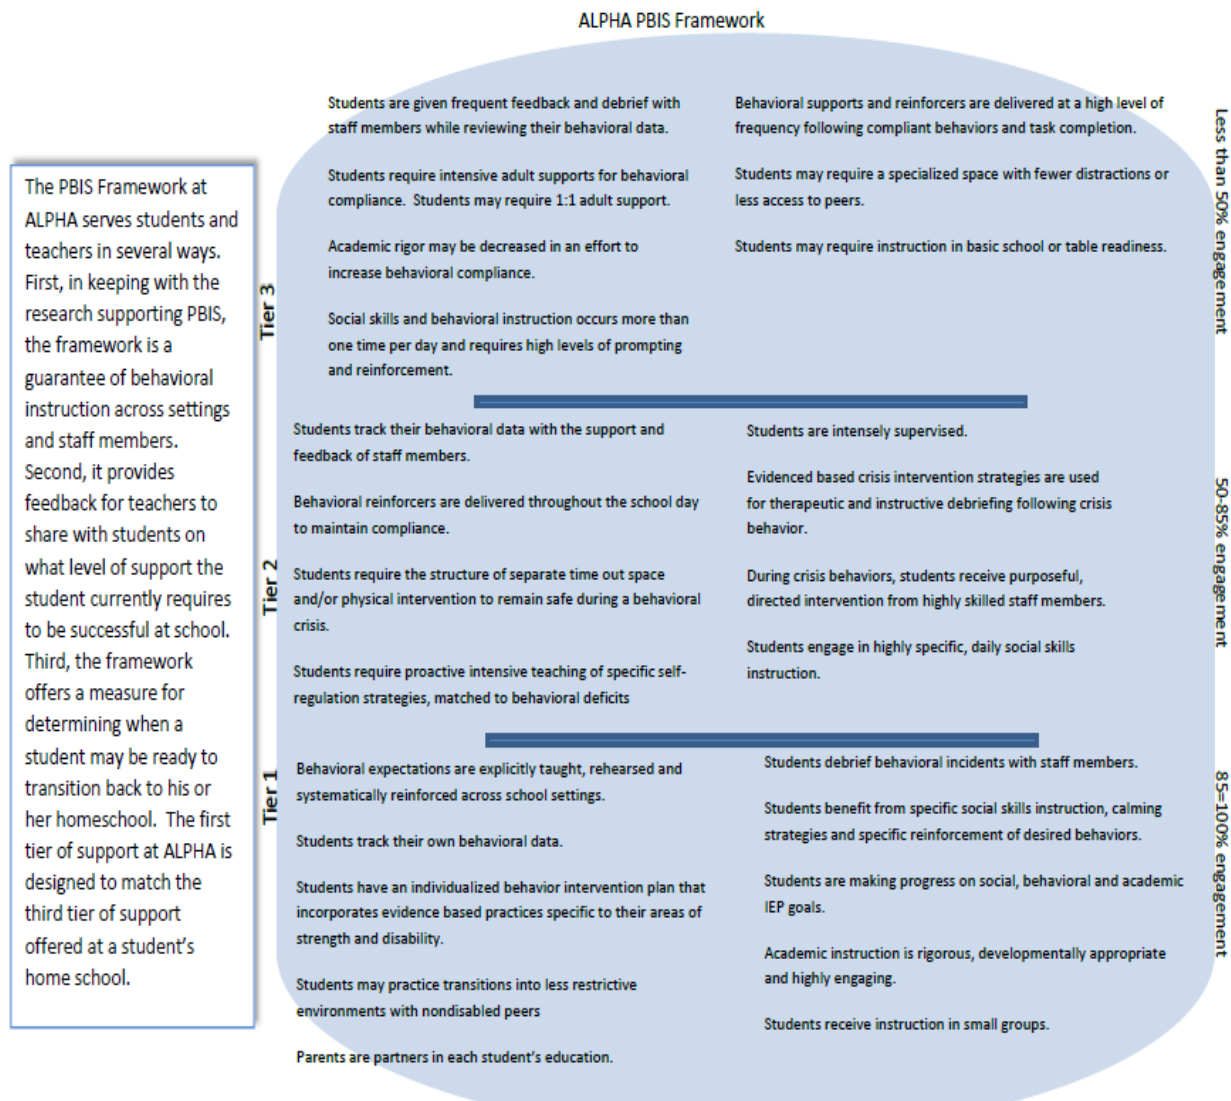 ALPHA PBIS Framework
The PBIS Framework at
ALPHA serves students and
teachers in several ways.
First, in keeping with the
research supporting PBIS,
the framework is a
guarantee of behavioral
instruction across settings
and staff members.
Second, it provides
feedback for teachers to
share with students on
what level of support the
student currently requires
to be successful at school.
Third, the framework
offers a measure for
determining when a
student may be ready to
transition back to his or
her homeschool.  The first
tier of support at ALPHA is
designed to match the
third tier of support
offered at a student's
home school.
Tier 3
Students are given frequent feedback and debrief with
staff members while reviewing their behavioral data.
Students require intensive adult supports for behavioral
compliance.  Students may require 1:1 adult support.
Academic rigor may be decreased in an effort to
increase behavioral compliance.
Social skills and behavioral instruction occurs more than
one time per day and requires high levels of prompting
and reinforcement.
Behavioral supports and reinforcers are delivered at a high level of
frequency following compliant behaviors and task completion.
Students may require a specialized space with fewer distractions or
less access to peers.
Students may require instruction in basic school or table readiness.
Less than 50% engagement
Tier 2
Students track their behavioral data with the support and
feedback of staff members.
Behavioral reinforcers are delivered throughout the school day
to maintain compliance.
Students require the structure of separate time out space
and/or physical intervention to remain safe during a behavioral
crisis.
Students require proactive intensive teaching of specific self-
regulation strategies, matched to behavioral deficits
Students are intensely supervised.
Evidenced based crisis intervention strategies are used
for therapeutic and instructive debriefing following crisis
behavior.
During crisis behaviors, students receive purposeful,
directed intervention from highly skilled staff members.
Students engage in highly specific, daily social skills
instruction.
50-85% engagement
Tier 1
Behavioral expectations are explicitly taught, rehearsed and
systematically reinforced across school settings.
Students track their own behavioral data.
Students have an individualized behavior intervention plan that
incorporates evidence based practices specific to their areas of
strength and disability.
Students may practice transitions into less restrictive
environments with nondisabled peers
Parents are partners in each student's education.
Students debrief behavioral incidents with staff members.
Students benefit from specific social skills instruction, calming
strategies and specific reinforcement of desired behaviors.
Students are making progress on social, behavioral and academic
IEP goals.
Academic instruction is rigorous, developmentally appropriate
and highly engaging.
Students receive instruction in small groups.
85=100% engagement